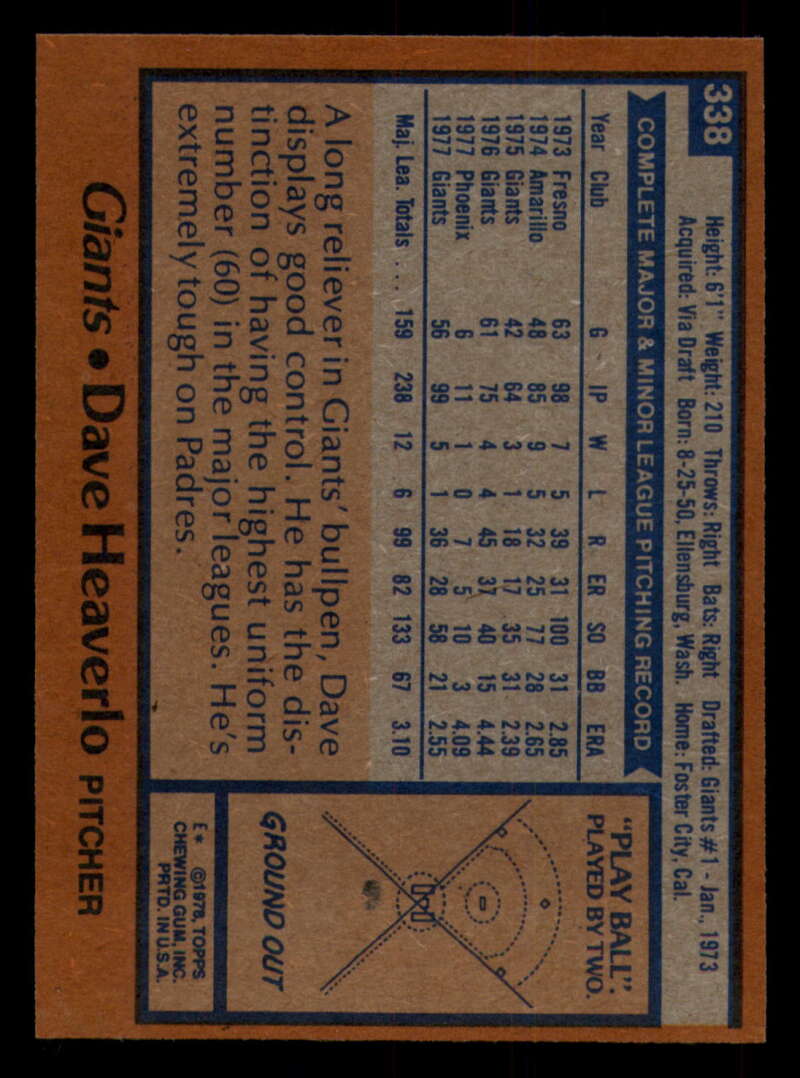 338
Height: 6'1" Weight: 210 Throws: Right Bats: Right Drafted: Giants #1 - Jan., 1973
Acquired: Via Draft Born: 8-25-50, Ellensburg, Wash. Home: Foster City, Cal.
COMPLETE MAJOR & MINOR LEAGUE PITCHING RECORD
Year Club G IP W L R ER SO BB ERA
1973 Fresno 63 98 7 5 39 31 100 31 2.85
1974 Amarillo 48 85 9 5 32 25 77 28 2.65
1975 Giants 42 64 3 1 18 17 35 31 2.39
1976 Giants 61 75 4 4 45 37 40 15 4.44
1977 Phoenix 6 11 1 0 7 5 10 3 4.09
1977 Giants 56 99 5 1 36 28 58 21 2.55
Maj. Lea. Totals ... 159 238 12 6 99 82 133 67 3.10
A long reliever in Giants' bullpen, Dave
displays good control. He has the dis-
tinction of having the highest uniform
number (60) in the major leagues. He's
extremely tough on Padres.
"PLAY BALL":
PLAYED BY TWO.
GROUND OUT
E* ©1978, TOPPS
CHEWING GUM, INC.
PRTD. IN U.S.A.
Giants • Dave Heaverlo PITCHER